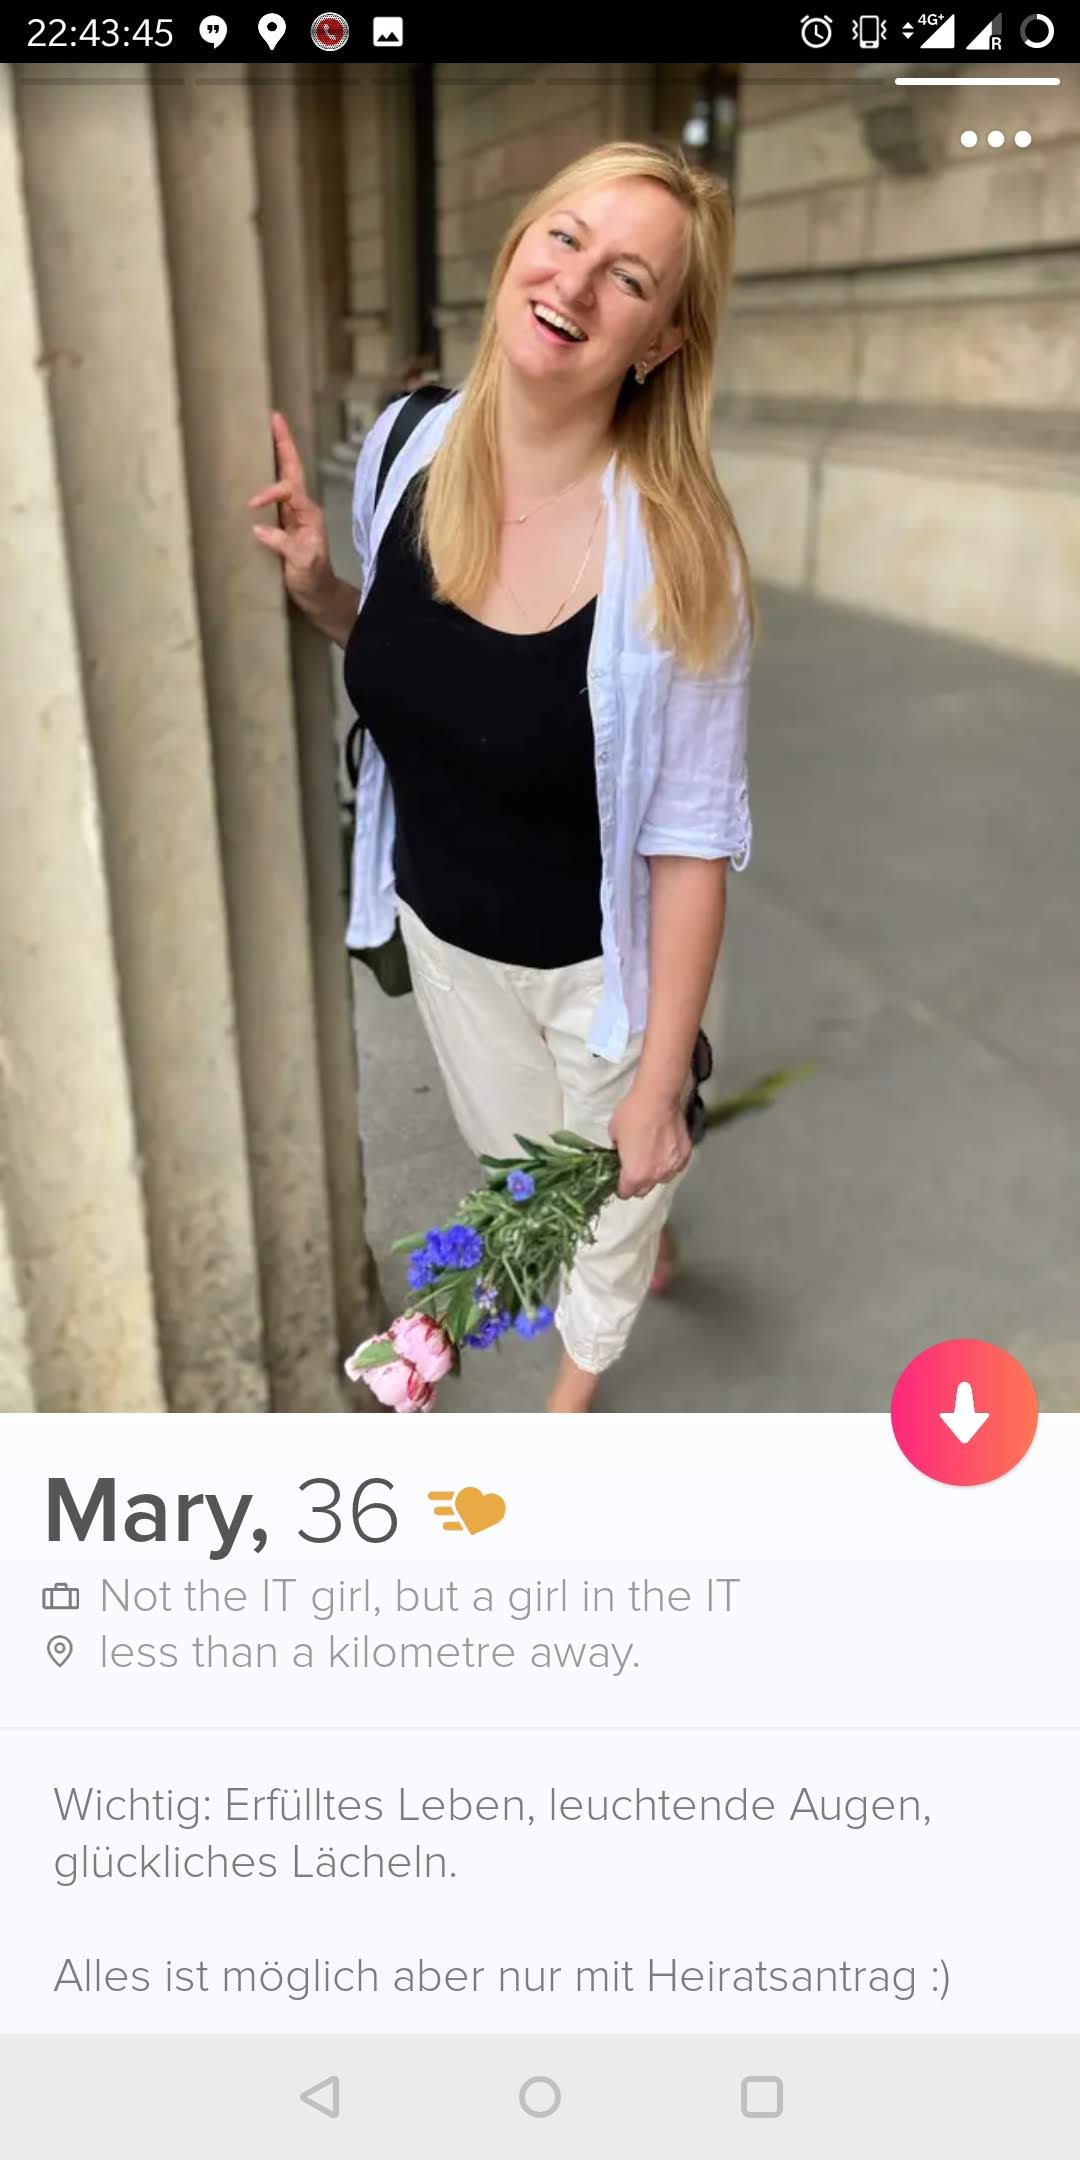 22:43:45 4G+ R
Mary, 36
Not the IT girl, but a girl in the IT
less than a kilometre away.
Wichtig: Erfülltes Leben, leuchtende Augen,
glückliches Lächeln.
Alles ist möglich aber nur mit Heiratsantrag :)